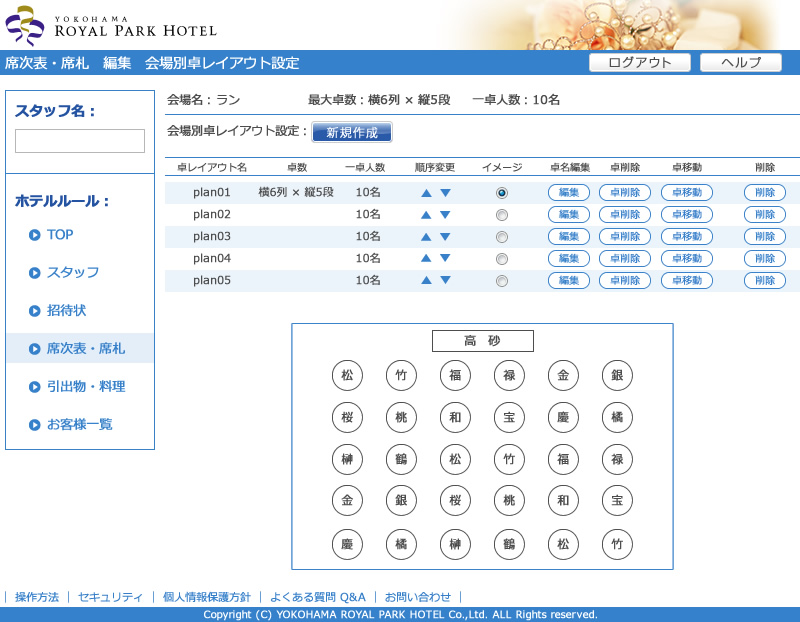 YOKOHAMA
ROYAL PARK HOTEL
席次表・席札　編集　会場別卓レイアウト設定
ログアウト
ヘルプ
スタッフ名：
ホテルルール：
TOP
スタッフ
招待状
席次表・席札
引出物・料理
お客様一覧
会場名：ラン　最大卓数：横6列 × 縦5段　一卓人数：10名
会場別卓レイアウト設定： 新規作成
卓レイアウト名 卓数 一卓人数 順序変更 イメージ 卓名編集 卓削除 卓移動 削除
plan01 横6列 × 縦5段 10名 ▲ ▼ 編集 卓削除 卓移動 削除
plan02 10名 ▲ ▼ 編集 卓削除 卓移動 削除
plan03 10名 ▲ ▼ 編集 卓削除 卓移動 削除
plan04 10名 ▲ ▼ 編集 卓削除 卓移動 削除
plan05 10名 ▲ ▼ 編集 卓削除 卓移動 削除
高　砂
松 竹 福 禄 金 銀
桜 桃 和 宝 慶 橘
榊 鶴 松 竹 福 禄
金 銀 桜 桃 和 宝
慶 橘 榊 鶴 松 竹
｜ 操作方法 ｜ セキュリティ ｜ 個人情報保護方針 ｜ よくある質問 Q&A ｜ お問い合わせ ｜
Copyright (C) YOKOHAMA ROYAL PARK HOTEL Co.,Ltd. ALL Rights reserved.